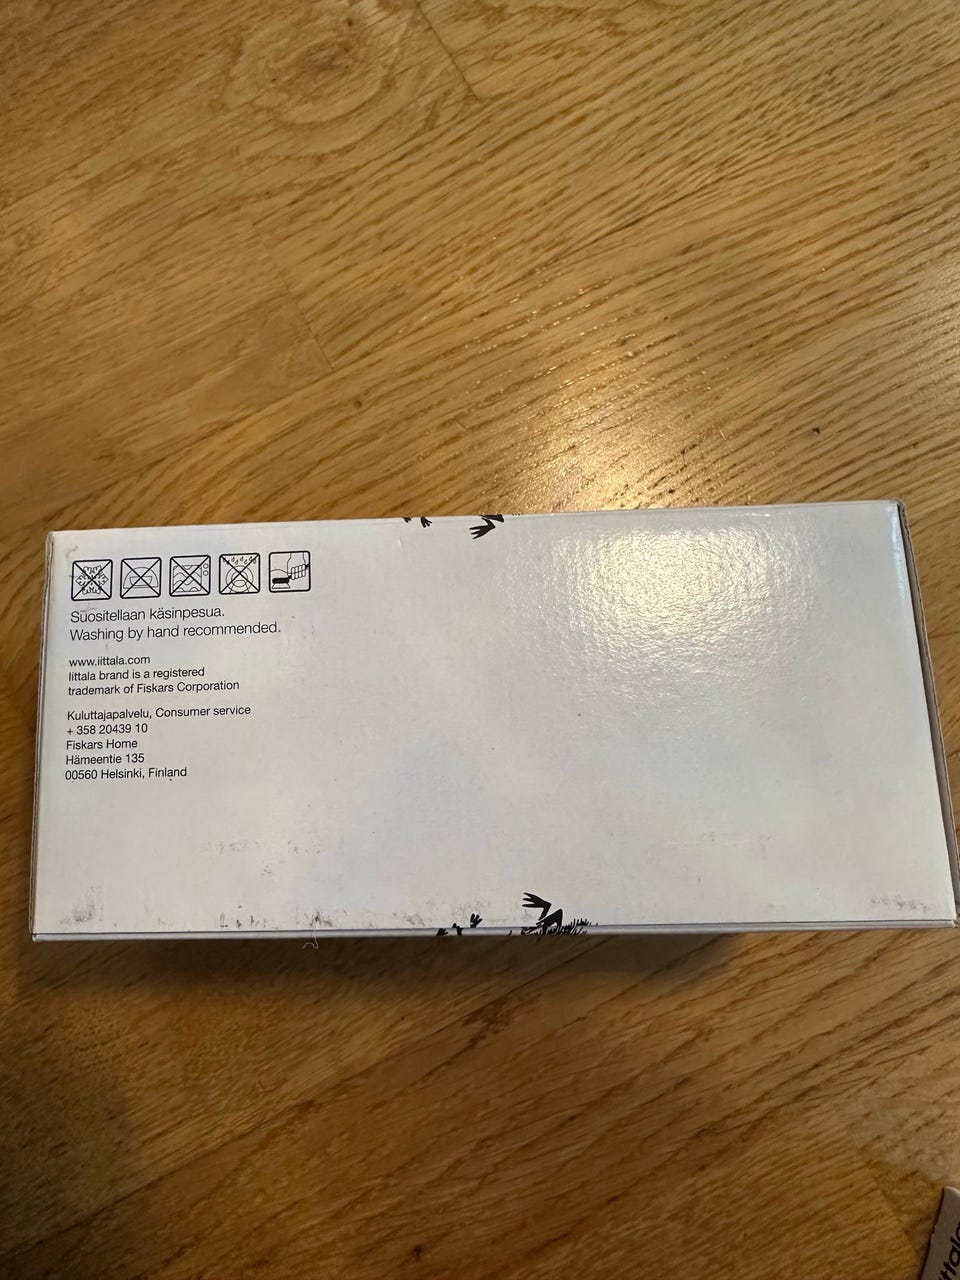 Suositellaan käsinpesua.
Washing by hand recommended.
www.iittala.com
Iittala brand is a registered
trademark of Fiskars Corporation
Kuluttajapalvelu, Consumer service
+ 358 20439 10
Fiskars Home
Hämeentie 135
00560 Helsinki, Finland